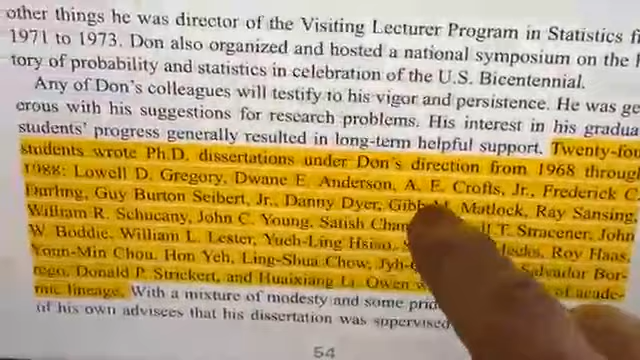 other things he was director of the Visiting Lecturer Program in Statistics
1971 to 1973. Don also organized and hosted a national symposium on the
tory of probability and statistics in celebration of the U.S. Bicentennial.
Any of Don's colleagues will testify to his vigor and persistence. He was
erous with his suggestions for research problems. His interest in his
students' progress generally resulted in long-term helpful support.
students wrote Ph.D. dissertations under Don's direction from 1968 through
1988: Lowell D. Gregory, Dwane E. Anderson, A. E. Crofts, Jr., Frederick C.
Guy Burton Seibert, Jr., Danny Dyer, Matlock, Ray Sansing,
William R. Schucany, John C. Young, Satish T. Stracener, John
W. Boddie, William L. Lester, Yueh-Ling Hsiao, Roy Haas,
Youn-Min Chou, Hon Yeh, Ling-Shua Chow, Salvador Bor-
rego, Donald P. Strickert, and Huaixiang Li. Owen of acade-
mic lineage. With a mixture of modesty and some
of his own advisees that his dissertation was supervised
54